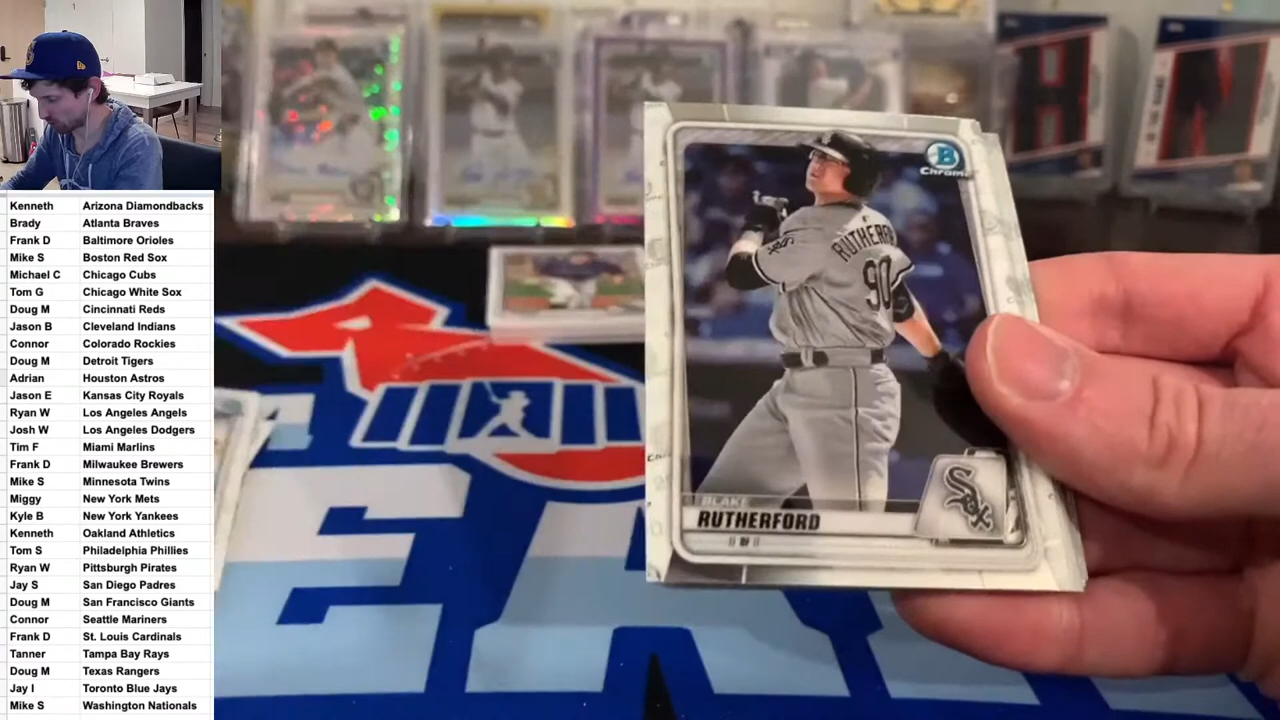 Kenneth Arizona Diamondbacks
Brady Atlanta Braves
Frank D Baltimore Orioles
Mike S Boston Red Sox
Michael C Chicago Cubs
Tom G Chicago White Sox
Doug M Cincinnati Reds
Jason B Cleveland Indians
Connor Colorado Rockies
Doug M Detroit Tigers
Adrian Houston Astros
Jason E Kansas City Royals
Ryan W Los Angeles Angels
Josh W Los Angeles Dodgers
Tim F Miami Marlins
Frank D Milwaukee Brewers
Mike S Minnesota Twins
Miggy New York Mets
Kyle B New York Yankees
Kenneth Oakland Athletics
Tom S Philadelphia Phillies
Ryan W Pittsburgh Pirates
Jay S San Diego Padres
Doug M San Francisco Giants
Connor Seattle Mariners
Frank D St. Louis Cardinals
Tanner Tampa Bay Rays
Doug M Texas Rangers
Jay I Toronto Blue Jays
Mike S Washington Nationals
B
Chrome
90
Sox
BLAKE
RUTHERFORD